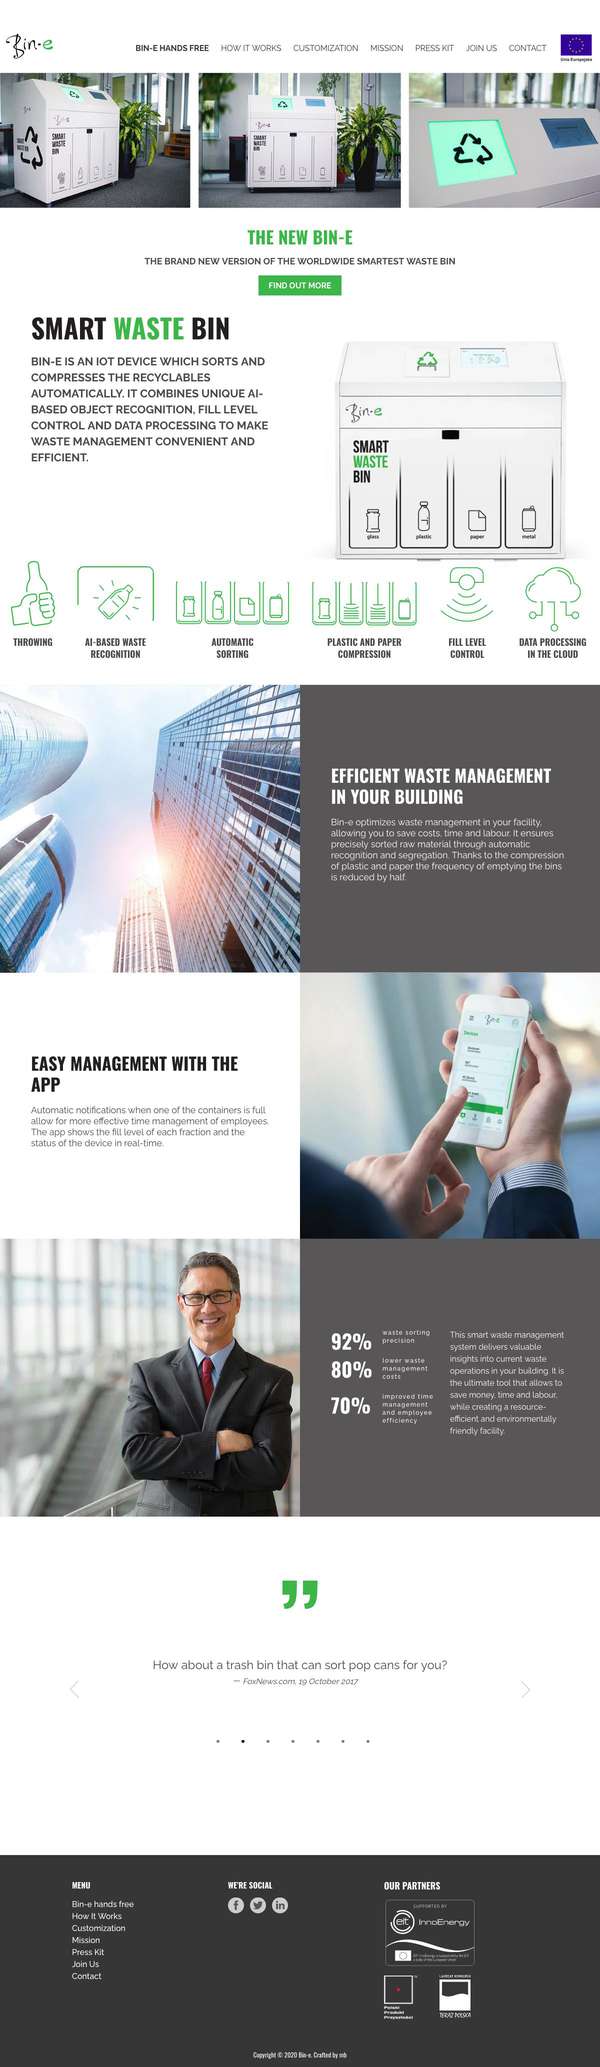 Bin-e
BIN-E HANDS FREE
HOW IT WORKS
CUSTOMIZATION
MISSION
PRESS KIT
JOIN US
CONTACT
Unia Europejska
SMART
WASTE
BIN
Bin-e
SMART
WASTE
BIN
THE NEW BIN-E
THE BRAND NEW VERSION OF THE WORLDWIDE SMARTEST WASTE BIN
FIND OUT MORE
SMART WASTE BIN
BIN-E IS AN IOT DEVICE WHICH SORTS AND
COMPRESSES THE RECYCLABLES
AUTOMATICALLY. IT COMBINES UNIQUE AI-
BASED OBJECT RECOGNITION, FILL LEVEL
CONTROL AND DATA PROCESSING TO MAKE
WASTE MANAGEMENT CONVENIENT AND
EFFICIENT.
Bin-e
SMART
WASTE
BIN
glass
plastic
paper
metal
THROWING
AI-BASED WASTE
RECOGNITION
AUTOMATIC
SORTING
PLASTIC AND PAPER
COMPRESSION
FILL LEVEL
CONTROL
DATA PROCESSING
IN THE CLOUD
EFFICIENT WASTE MANAGEMENT
IN YOUR BUILDING
Bin-e optimizes waste management in your facility,
allowing you to save costs, time and labour. It ensures
precisely sorted raw material through automatic
recognition and segregation. Thanks to the compression
of plastic and paper the frequency of emptying the bins
is reduced by half.
EASY MANAGEMENT WITH THE
APP
Automatic notifications when one of the containers is full
allow for more effective time management of employees.
The app shows the fill level of each fraction and the
status of the device in real-time.
Bin-e
Devices
92%
waste sorting
precision
80%
lower waste
management
costs
70%
improved time
management
and employee
efficiency
This smart waste management
system delivers valuable
insights into current waste
operations in your building. It is
the ultimate tool that allows to
save money, time and labour,
while creating a resource-
efficient and environmentally
friendly facility.
”
How about a trash bin that can sort pop cans for you?
— FoxNews.com, 19 October 2017
MENU
Bin-e hands free
How It Works
Customization
Mission
Press Kit
Join Us
Contact
WE'RE SOCIAL
OUR PARTNERS
SUPPORTED BY
eit InnoEnergy
Polski
Produkt
Przyszłości
LAUREAT KONKURSU
TERAZ POLSKA
Copyright © 2020 Bin-e. Crafted by mb